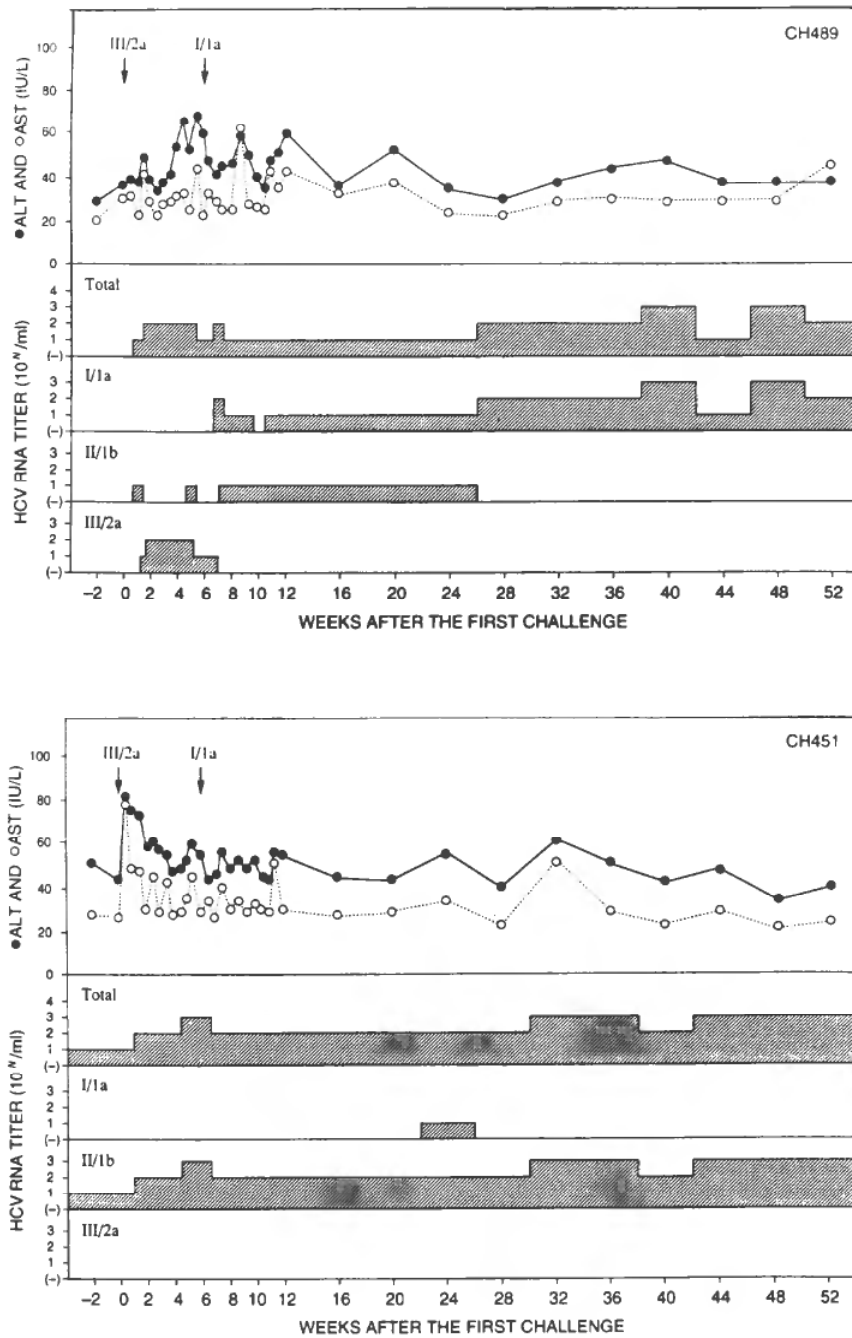 CH489
III/2a I/1a
100
80
60
40
20
0
●ALT AND ○AST (IU/L)
Total
4
3
2
1
(–)
I/1a
3
2
1
(–)
II/1b
3
2
1
(–)
III/2a
3
2
1
(–)
HCV RNA TITER (10ᴺ/ml)
–2 0 2 4 6 8 10 12 16 20 24 28 32 36 40 44 48 52
WEEKS AFTER THE FIRST CHALLENGE
CH451
III/2a I/1a
100
80
60
40
20
0
●ALT AND ○AST (IU/L)
Total
4
3
2
1
(–)
I/1a
3
2
1
(–)
II/1b
3
2
1
(–)
III/2a
3
2
1
(–)
HCV RNA TITER (10ᴺ/ml)
–2 0 2 4 6 8 10 12 16 20 24 28 32 36 40 44 48 52
WEEKS AFTER THE FIRST CHALLENGE